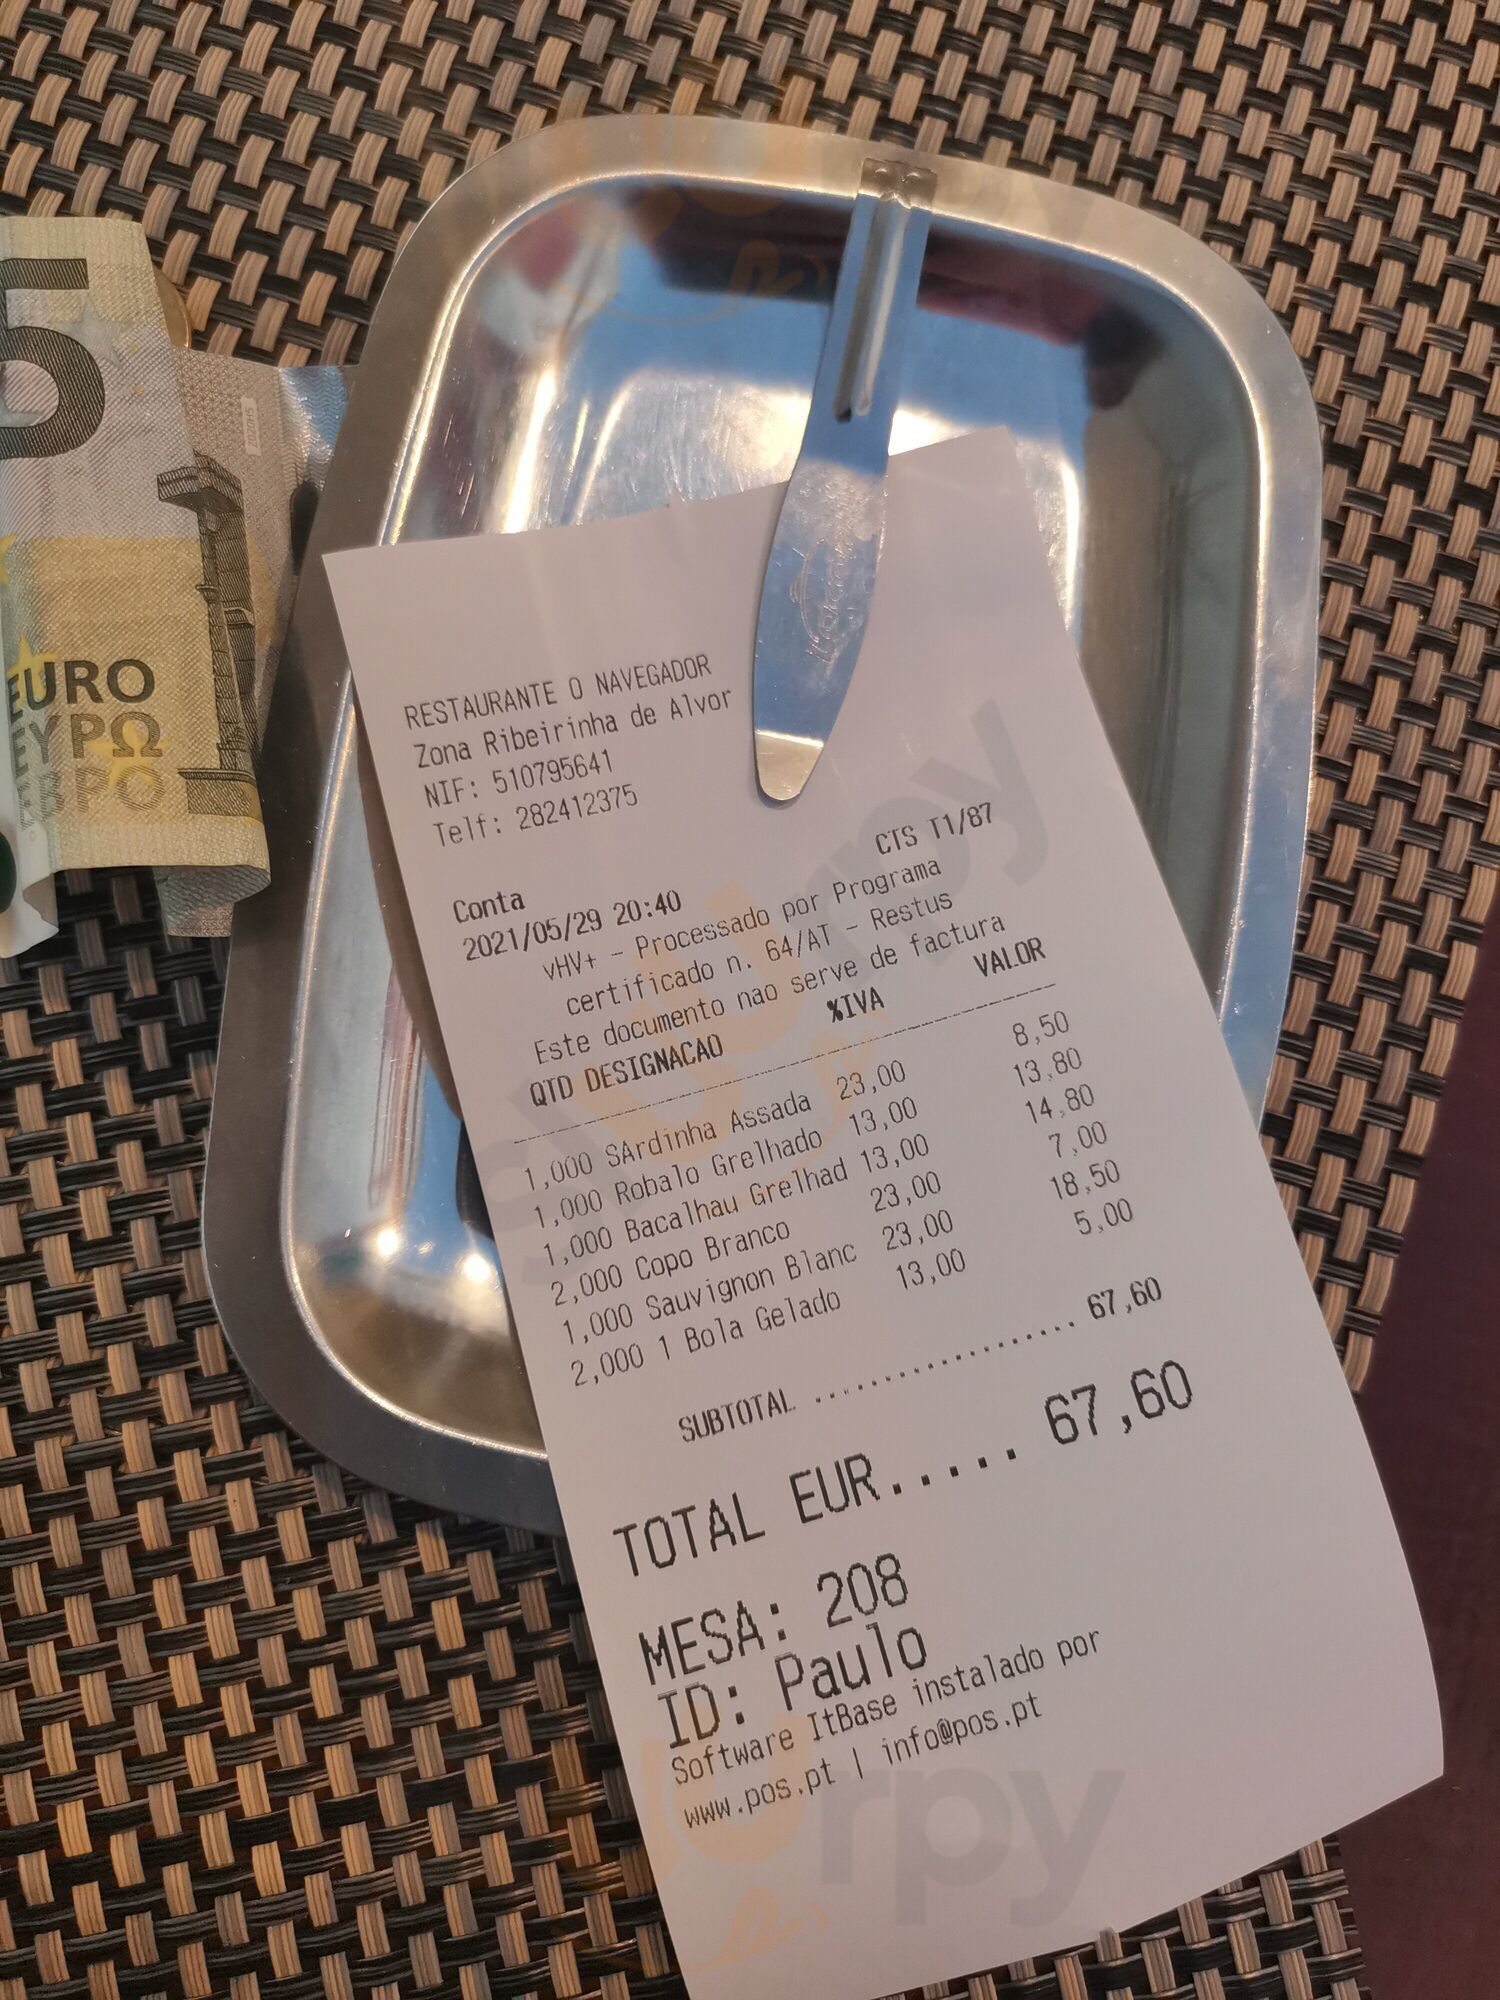 5
EURO
ΕΥΡΩ
ЕВРО
RESTAURANTE O NAVEGADOR
Zona Ribeirinha de Alvor
NIF: 510795641
Telf: 282412375
CTS T1/87
Conta
2021/05/29 20:40
vHV+ - Processado por Programa
certificado n. 64/AT - Restus
Este documento nao serve de factura
QTD DESIGNACAO %IVA VALOR
1,000 SArdinha Assada 23,00 8,50
1,000 Robalo Grelhado 13,00 13,80
1,000 Bacalhau Grelhad 13,00 14,80
2,000 Copo Branco 23,00 7,00
1,000 Sauvignon Blanc 23,00 18,50
2,000 1 Bola Gelado 13,00 5,00
SUBTOTAL .................... 67,60
TOTAL EUR..... 67,60
MESA: 208
ID: Paulo
Software ItBase instalado por
www.pos.pt | info@pos.pt